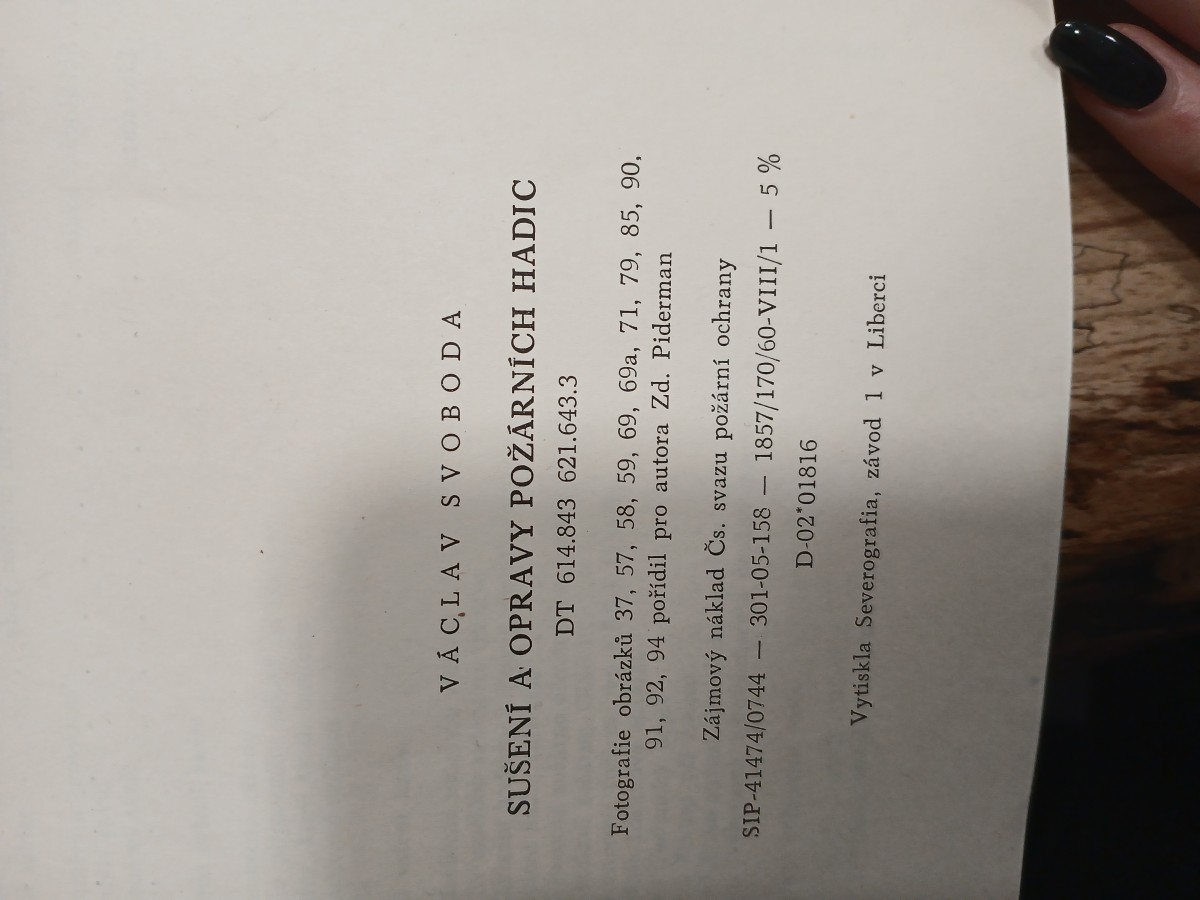 VÁCLAV SVOBODA
SUŠENÍ A OPRAVY POŽÁRNÍCH HADIC
DT 614.843 621.643.3
Fotografie obrázků 37, 57, 58, 59, 69, 69a, 71, 79, 85, 90,
91, 92, 94 pořídil pro autora Zd. Piderman
Zájmový náklad Čs. svazu požární ochrany
SIP-41474/0744 — 301-05-158 — 1857/170/60-VIII/1 — 5 %
D-02*01816
Vytiskla Severografia, závod 1 v Liberci